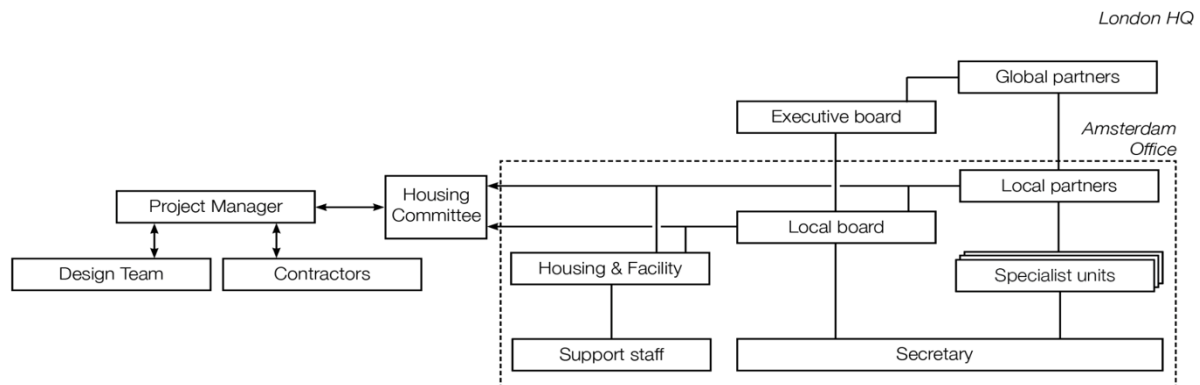 London HQ
Global partners
Executive board
Amsterdam
Office
Housing
Committee
Local partners
Project Manager
Local board
Design Team
Contractors
Housing & Facility
Specialist units
Support staff
Secretary